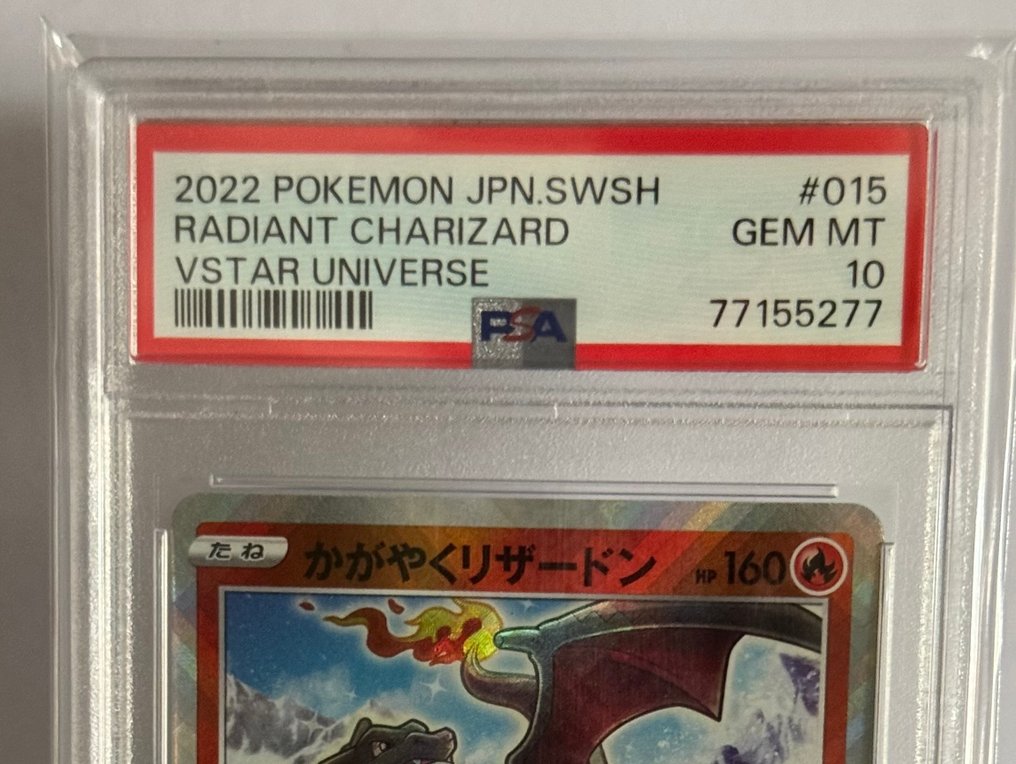 2022 POKEMON JPN.SWSH #015
RADIANT CHARIZARD GEM MT
VSTAR UNIVERSE 10
77155277
PSA
たね かがやくリザードン HP 160